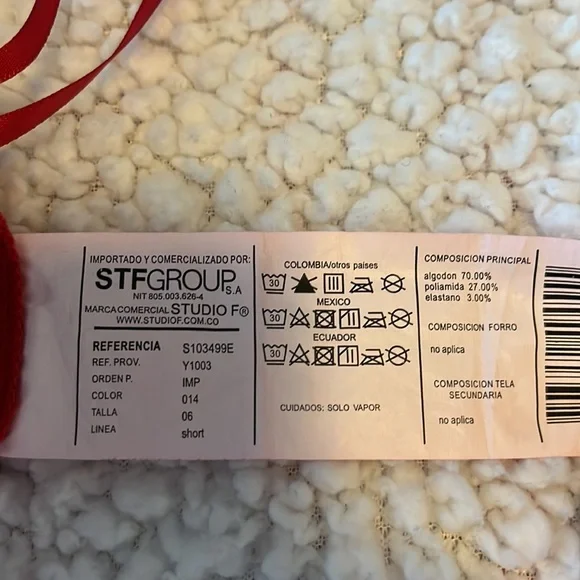 IMPORTADO Y COMERCIALIZADO POR:
STFGROUP S.A
NIT 805.003.626-4
MARCA COMERCIAL STUDIO F®
WWW.STUDIOF.COM.CO
REFERENCIA S103499E
REF. PROV. Y1003
ORDEN P. IMP
COLOR 014
TALLA 06
LINEA short
COLOMBIA/otros paises
30
MEXICO
30
ECUADOR
30
CUIDADOS: SOLO VAPOR
COMPOSICION PRINCIPAL
algodon 70.00%
poliamida 27.00%
elastano 3.00%
COMPOSICION FORRO
no aplica
COMPOSICION TELA
SECUNDARIA
no aplica